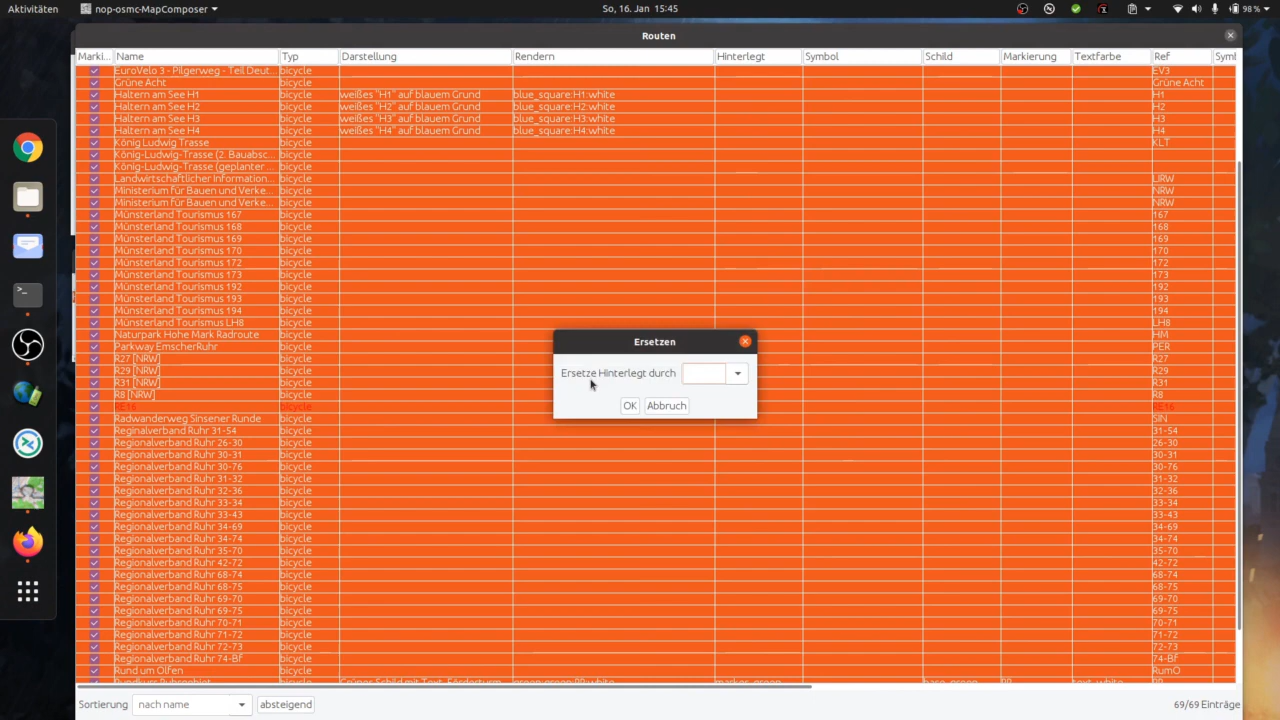 Aktivitäten nop-osmc-MapComposer So, 16. Jan 15:45 98 %
Routen
Marki... Name Typ Darstellung Rendern Hinterlegt Symbol Schild Markierung Textfarbe Ref Syml
EuroVelo 3 - Pilgerweg - Teil Deut... bicycle EV3
Grüne Acht bicycle Grüne Acht
Haltern am See H1 bicycle weißes "H1" auf blauem Grund blue_square:H1:white H1
Haltern am See H2 bicycle weißes "H2" auf blauem Grund blue_square:H2:white H2
Haltern am See H3 bicycle weißes "H3" auf blauem Grund blue_square:H3:white H3
Haltern am See H4 bicycle weißes "H4" auf blauem Grund blue_square:H4:white H4
König Ludwig Trasse bicycle KLT
König-Ludwig-Trasse (2. Bauabsc... bicycle
König-Ludwig-Trasse (geplanter ... bicycle
Landwirtschaftlicher Information... bicycle
Ministerium für Bauen und Verke... bicycle NRW
Ministerium für Bauen und Verke... bicycle NRW
Münsterland Tourismus 167 bicycle 167
Münsterland Tourismus 168 bicycle 168
Münsterland Tourismus 169 bicycle 169
Münsterland Tourismus 170 bicycle 170
Münsterland Tourismus 172 bicycle 172
Münsterland Tourismus 173 bicycle 173
Münsterland Tourismus 192 bicycle 192
Münsterland Tourismus 193 bicycle 193
Münsterland Tourismus 194 bicycle 194
Münsterland Tourismus LH8 bicycle LH8
Naturpark Hohe Mark Radroute bicycle HM
Parkway EmscherRuhr bicycle PER
R27 [NRW] bicycle R27
R29 [NRW] bicycle R29
R31 [NRW] bicycle R31
R8 [NRW] bicycle R8
RE16 bicycle RE16
Radwanderweg Sinsener Runde bicycle SIN
Reginalverband Ruhr 31-54 bicycle 31-54
Regionalverband Ruhr 26-30 bicycle 26-30
Regionalverband Ruhr 30-31 bicycle 30-31
Regionalverband Ruhr 30-76 bicycle 30-76
Regionalverband Ruhr 31-32 bicycle 31-32
Regionalverband Ruhr 32-36 bicycle 32-36
Regionalverband Ruhr 33-34 bicycle 33-34
Regionalverband Ruhr 33-43 bicycle 33-43
Regionalverband Ruhr 34-69 bicycle 34-69
Regionalverband Ruhr 34-74 bicycle 34-74
Regionalverband Ruhr 35-70 bicycle 35-70
Regionalverband Ruhr 42-72 bicycle 42-72
Regionalverband Ruhr 68-74 bicycle 68-74
Regionalverband Ruhr 68-75 bicycle 68-75
Regionalverband Ruhr 69-70 bicycle 69-70
Regionalverband Ruhr 69-75 bicycle 69-75
Regionalverband Ruhr 70-71 bicycle 70-71
Regionalverband Ruhr 71-72 bicycle 71-72
Regionalverband Ruhr 72-73 bicycle 72-73
Regionalverband Ruhr 74-Bf bicycle 74-Bf
Rund um Olfen bicycle RumO
Rundkurs Ruhrgebiet bicycle Grünes Schild mit Text, Förderturm
Ersetzen
Ersetze Hinterlegt durch
OK Abbruch
Sortierung nach name absteigend 69/69 Einträge